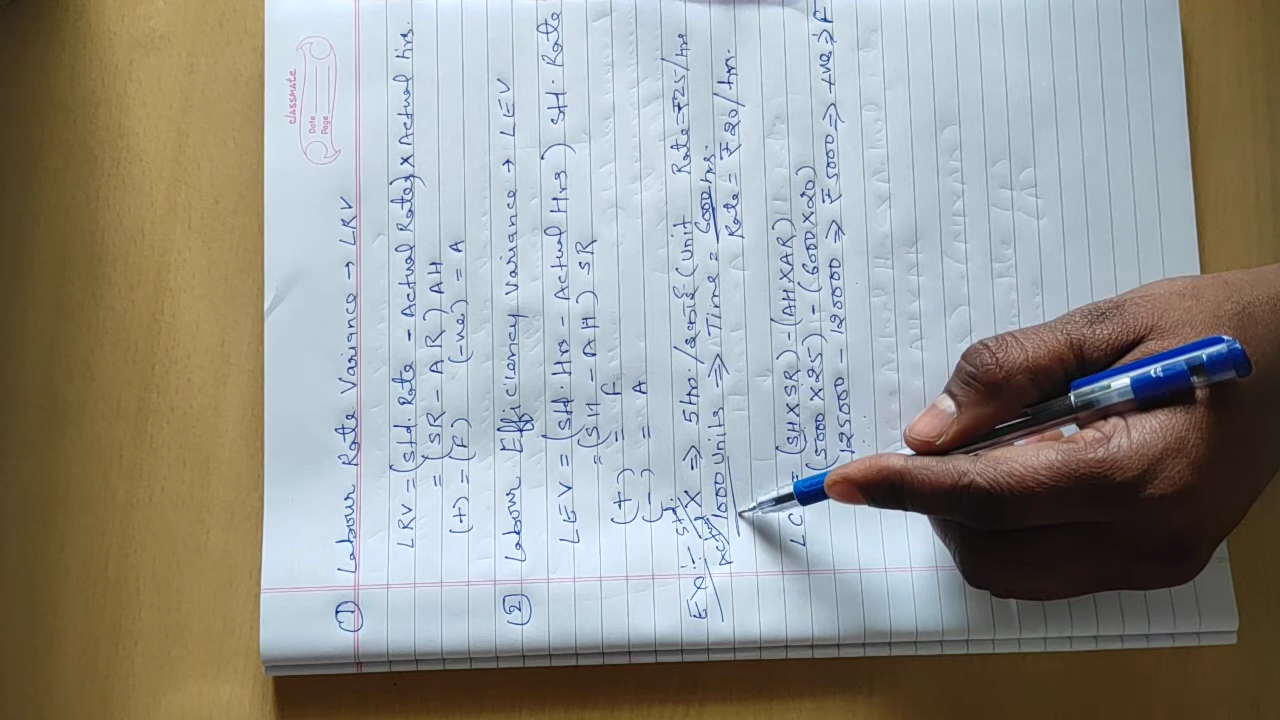 classmate
Date
Page
① Labour Rate Variance → LRV
LRV = (Std. Rate - Actual Rate) x Actual Hrs.
= (SR - AR) AH
(+) = (F) (-ve) = A
② Labour Efficiency Variance → LEV
LEV = (Std. Hrs - Actual Hrs) Std. Rate
= (SH - AH) SR
(+) = F
(-) = A
Ex:- Std. X ⇒ 5 Hr. / Unit Rate = ₹25/hr
Actual 1000 Units ⇒ Time = 6000 hrs.
Rate = ₹20/hr.
LC = (SH X SR) - (AH X AR)
(5000 x 25) - (6000 x 20)
125000 - 120000 ⇒ ₹5000 ⇒ +ve ⇒ F